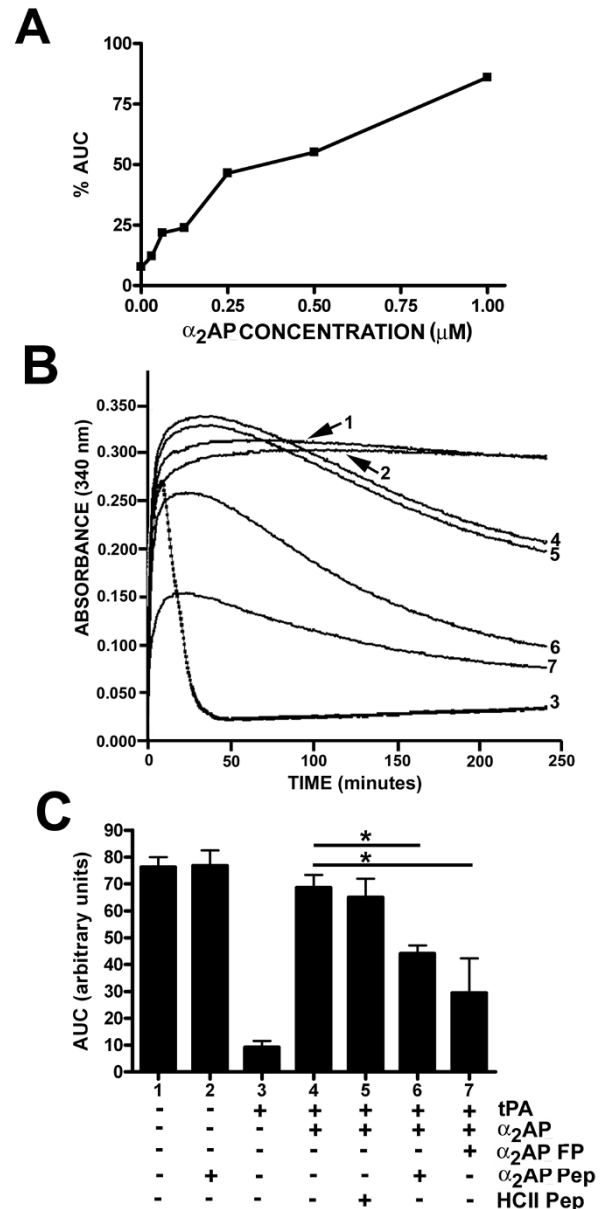 A
100
75
50
25
0
% AUC
0.00 0.25 0.50 0.75 1.00
α2AP CONCENTRATION (μM)
B
0.350
0.300
0.250
0.200
0.150
0.100
0.050
0.000
ABSORBANCE (340 nm)
1
2
4
5
6
7
3
0 50 100 150 200 250
TIME (minutes)
C
90
80
70
60
50
40
30
20
10
0
AUC (arbitrary units)
*
*
1 2 3 4 5 6 7
- - + + + + + tPA
- - - + + + + α2AP
- - - - - - + α2AP FP
- + - - - + - α2AP Pep
- - - - + - - HCII Pep